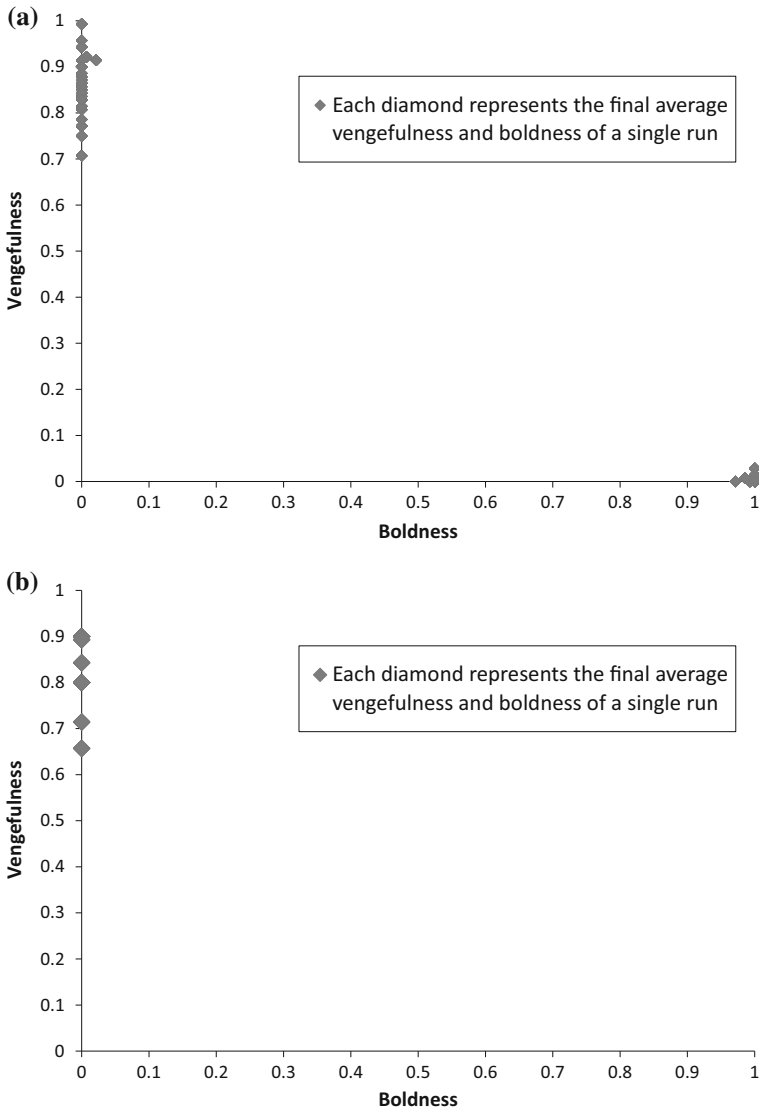 (a)
1
0.9
0.8
0.7
0.6
0.5
0.4
0.3
0.2
0.1
0
Vengefulness
Each diamond represents the final average
vengefulness and boldness of a single run
0 0.1 0.2 0.3 0.4 0.5 0.6 0.7 0.8 0.9 1
Boldness
(b)
1
0.9
0.8
0.7
0.6
0.5
0.4
0.3
0.2
0.1
0
Vengefulness
Each diamond represents the final average
vengefulness and boldness of a single run
0 0.1 0.2 0.3 0.4 0.5 0.6 0.7 0.8 0.9 1
Boldness